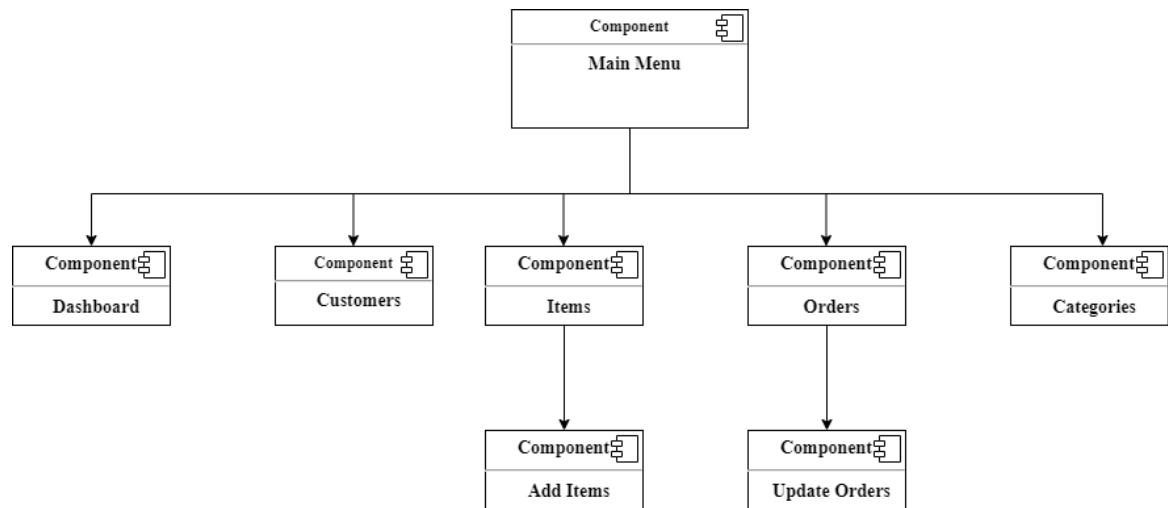 Component
Main Menu
Component
Dashboard
Component
Customers
Component
Items
Component
Orders
Component
Categories
Component
Add Items
Component
Update Orders